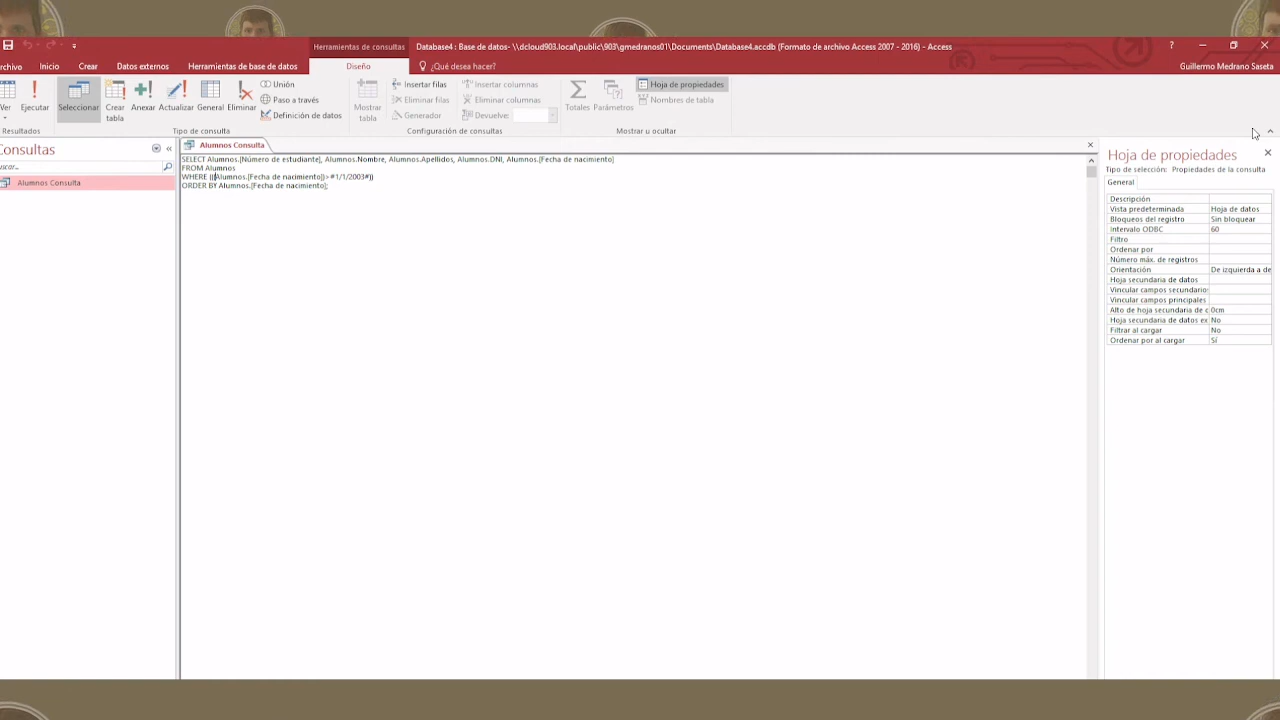 Herramientas de consultas
Database4 : Base de datos- \\dcloud903.local\public\903\gmedranos01\Documents\Database4.accdb (Formato de archivo Access 2007 - 2016) - Access
?
rchivo
Inicio
Crear
Datos externos
Herramientas de base de datos
Diseño
¿Qué desea hacer?
Guillermo Medrano Saseta
Ver
Ejecutar
Seleccionar
Crear
tabla
Anexar
Actualizar
General
Eliminar
Unión
Paso a través
Definición de datos
Mostrar
tabla
Insertar filas
Eliminar filas
Generador
Insertar columnas
Eliminar columnas
Devuelve:
Totales
Parámetros
Hoja de propiedades
Nombres de tabla
Resultados
Tipo de consulta
Configuración de consultas
Mostrar u ocultar
Consultas
uscar...
Alumnos Consulta
Alumnos Consulta
SELECT Alumnos.[Número de estudiante], Alumnos.Nombre, Alumnos.Apellidos, Alumnos.DNI, Alumnos.[Fecha de nacimiento]
FROM Alumnos
WHERE (((Alumnos.[Fecha de nacimiento])>#1/1/2003#))
ORDER BY Alumnos.[Fecha de nacimiento];
Hoja de propiedades
Tipo de selección: Propiedades de la consulta
General
Descripción
Vista predeterminada Hoja de datos
Bloqueos del registro Sin bloquear
Intervalo ODBC 60
Filtro
Ordenar por
Número máx. de registros
Orientación De izquierda a de
Hoja secundaria de datos
Vincular campos secundarios
Vincular campos principales
Alto de hoja secundaria de c 0cm
Hoja secundaria de datos ex No
Filtrar al cargar No
Ordenar por al cargar Sí